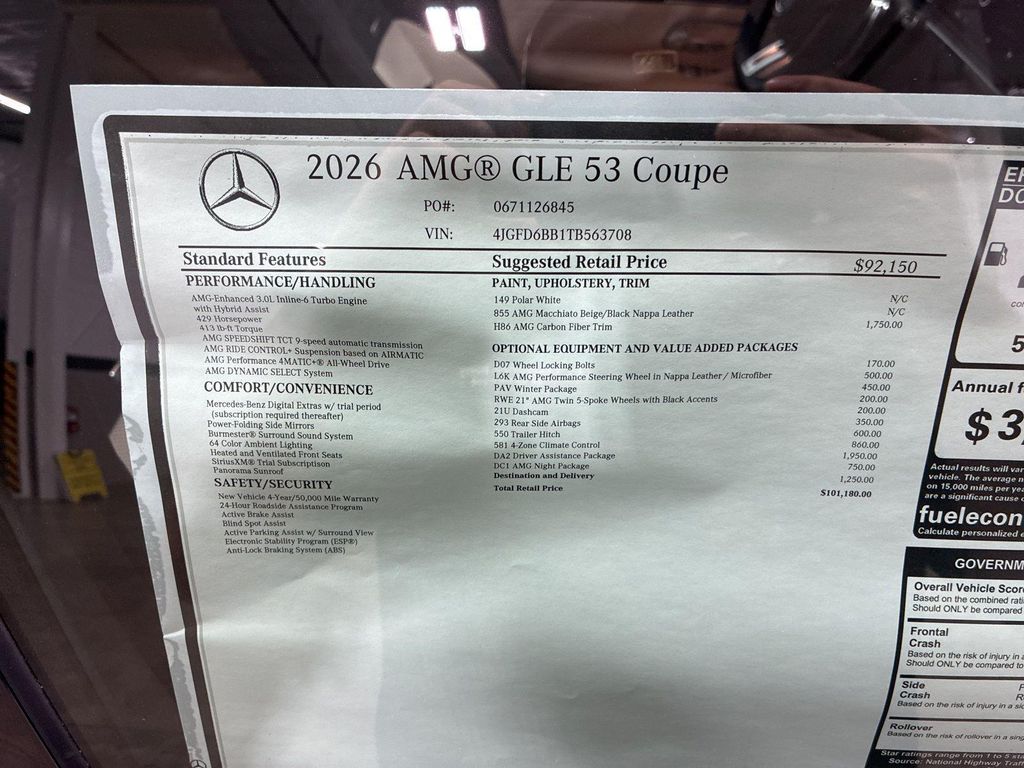 2026 AMG® GLE 53 Coupe
PO#: 0671126845
VIN: 4JGFD6BB1TB563708
Standard Features
PERFORMANCE/HANDLING
AMG-Enhanced 3.0L Inline-6 Turbo Engine
with Hybrid Assist
429 Horsepower
413 lb-ft Torque
AMG SPEEDSHIFT TCT 9-speed automatic transmission
AMG RIDE CONTROL+ Suspension based on AIRMATIC
AMG Performance 4MATIC+® All-Wheel Drive
AMG DYNAMIC SELECT System
COMFORT/CONVENIENCE
Mercedes-Benz Digital Extras w/ trial period
(subscription required thereafter)
Power-Folding Side Mirrors
Burmester® Surround Sound System
64 Color Ambient Lighting
Heated and Ventilated Front Seats
SiriusXM® Trial Subscriptison
Panorama Sunroof
SAFETY/SECURITY
New Vehicle 4-Year/50,000 Mile Warranty
24-Hour Roadside Assistance Program
Active Brake Assist
Blind Spot Assist
Active Parking Assist w/ Surround View
Electronic Stability Program (ESP®)
Anti-Lock Braking System (ABS)
Suggested Retail Price $92,150
PAINT, UPHOLSTERY, TRIM
149 Polar White N/C
855 AMG Macchiato Beige/Black Nappa Leather N/C
H86 AMG Carbon Fiber Trim 1,750.00
OPTIONAL EQUIPMENT AND VALUE ADDED PACKAGES
D07 Wheel Locking Bolts 170.00
L6K AMG Performance Steering Wheel in Nappa Leather / Microfiber 500.00
PAV Winter Package 450.00
RWE 21" AMG Twin 5-Spoke Wheels with Black Accents 200.00
21U Dashcam 200.00
293 Rear Side Airbags 350.00
550 Trailer Hitch 600.00
581 4-Zone Climate Control 860.00
DA2 Driver Assistance Package 1,950.00
DC1 AMG Night Package 750.00
Destination and Delivery 1,250.00
Total Retail Price $101,180.00
5
Annual f
$3,
Actual results will var
vehicle. The average n
on 15,000 miles per yea
are a significant cause o
fuelecon
Calculate personalized e
GOVERNM
Overall Vehicle Scor
Based on the combined rati
Should ONLY be compared
Frontal
Crash
Based on the risk of injury in a
Should ONLY be compared to
Side
Crash
Based on the risk of injury in a sid
Rollover
Based on the risk of rollover in a sing
Star ratings range from 1 to 5 sta
Source: National Highway Traff